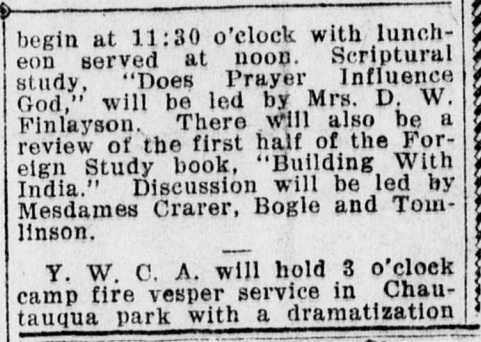 begin at 11:30 o'clock with lunch-
eon served at noon. Scriptural
study, "Does Prayer Influence
God," will be led by Mrs. D. W.
Finlayson. There will also be a
review of the first half of the For-
eign Study book, "Building With
India." Discussion will be led by
Mesdames Crarer, Bogle and Tom-
linson.
Y. W. C. A. will hold 3 o'clock
camp fire vesper service in Chau-
tauqua park with a dramatization